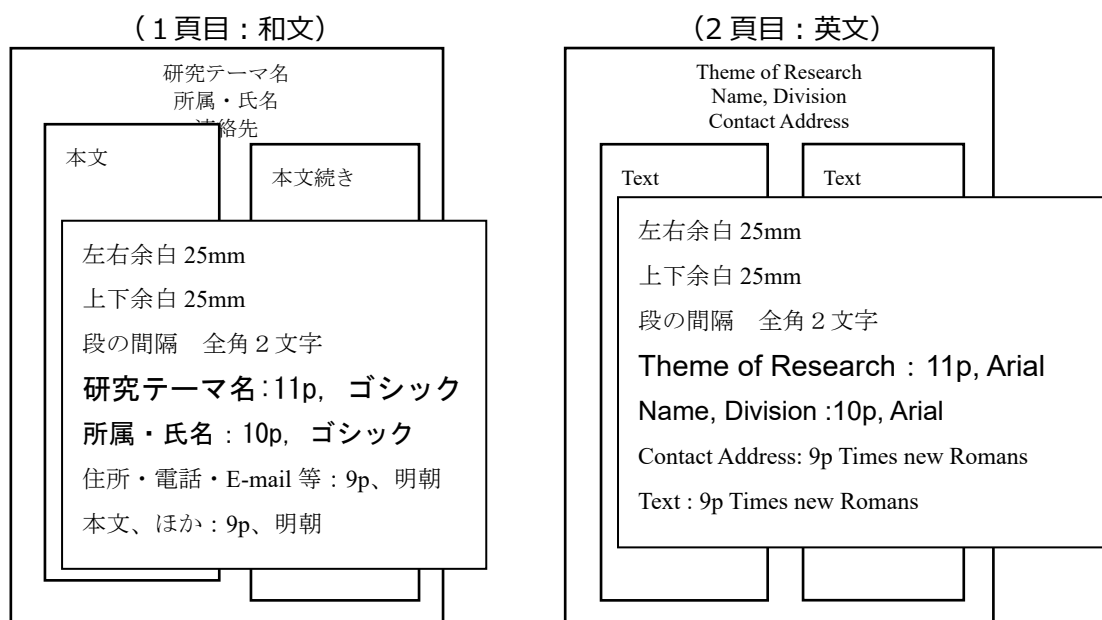 （１頁目：和文）
研究テーマ名
所属・氏名
連絡先
本文
本文続き
左右余白 25mm
上下余白 25mm
段の間隔　全角２文字
研究テーマ名：11p, ゴシック
所属・氏名：10p, ゴシック
住所・電話・E-mail 等：9p、明朝
本文、ほか：9p、明朝
（２頁目：英文）
Theme of Research
Name, Division
Contact Address
Text
Text
左右余白 25mm
上下余白 25mm
段の間隔　全角２文字
Theme of Research：11p, Arial
Name, Division :10p, Arial
Contact Address: 9p Times new Romans
Text : 9p Times new Romans